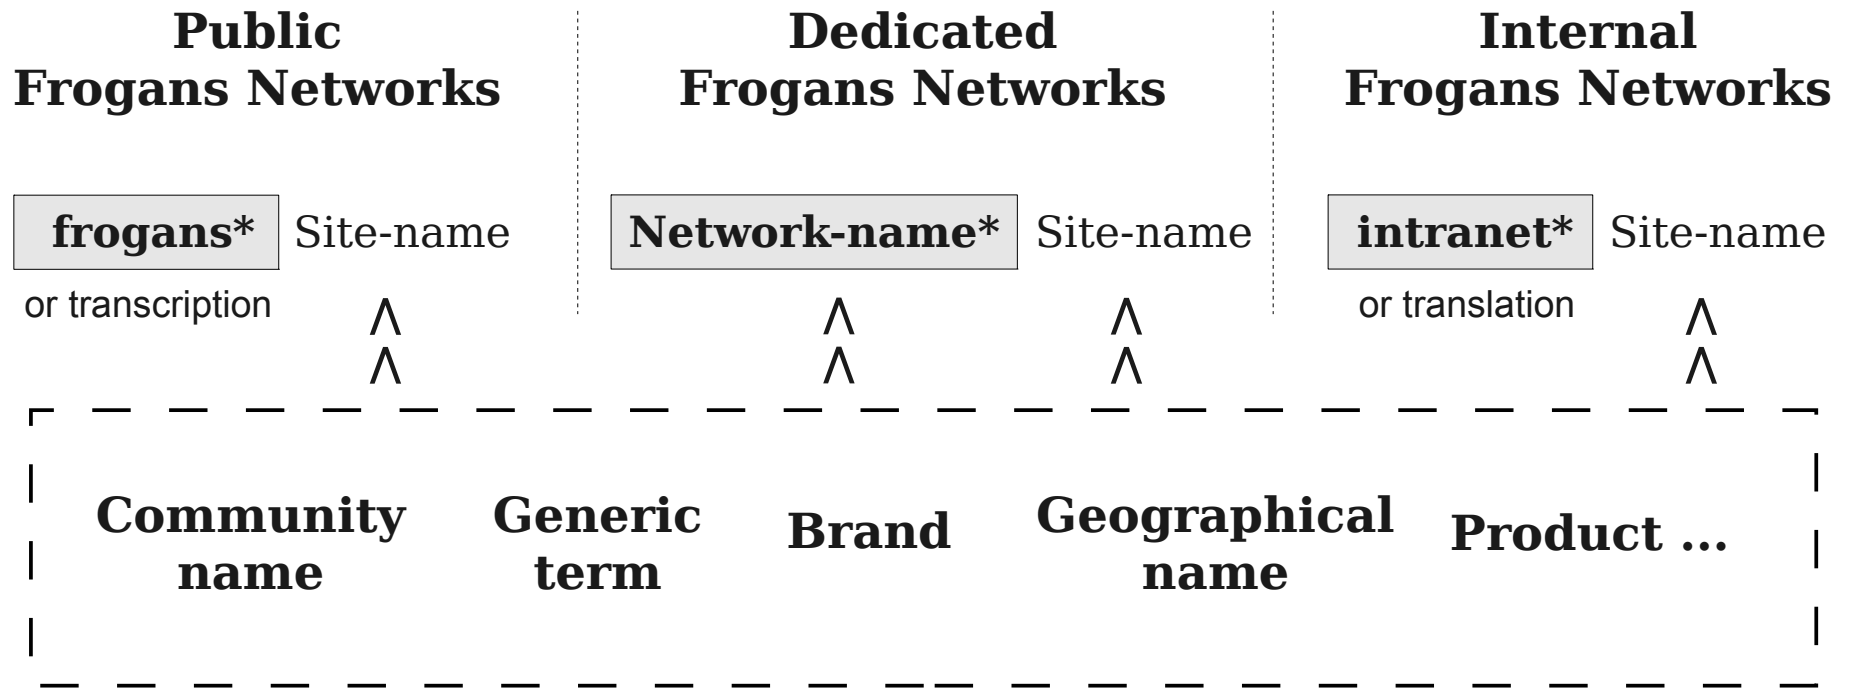 Public
Frogans Networks
Dedicated
Frogans Networks
Internal
Frogans Networks
frogans* Site-name
or transcription
Network-name* Site-name
intranet* Site-name
or translation
Community
name
Generic
term
Brand
Geographical
name
Product ...